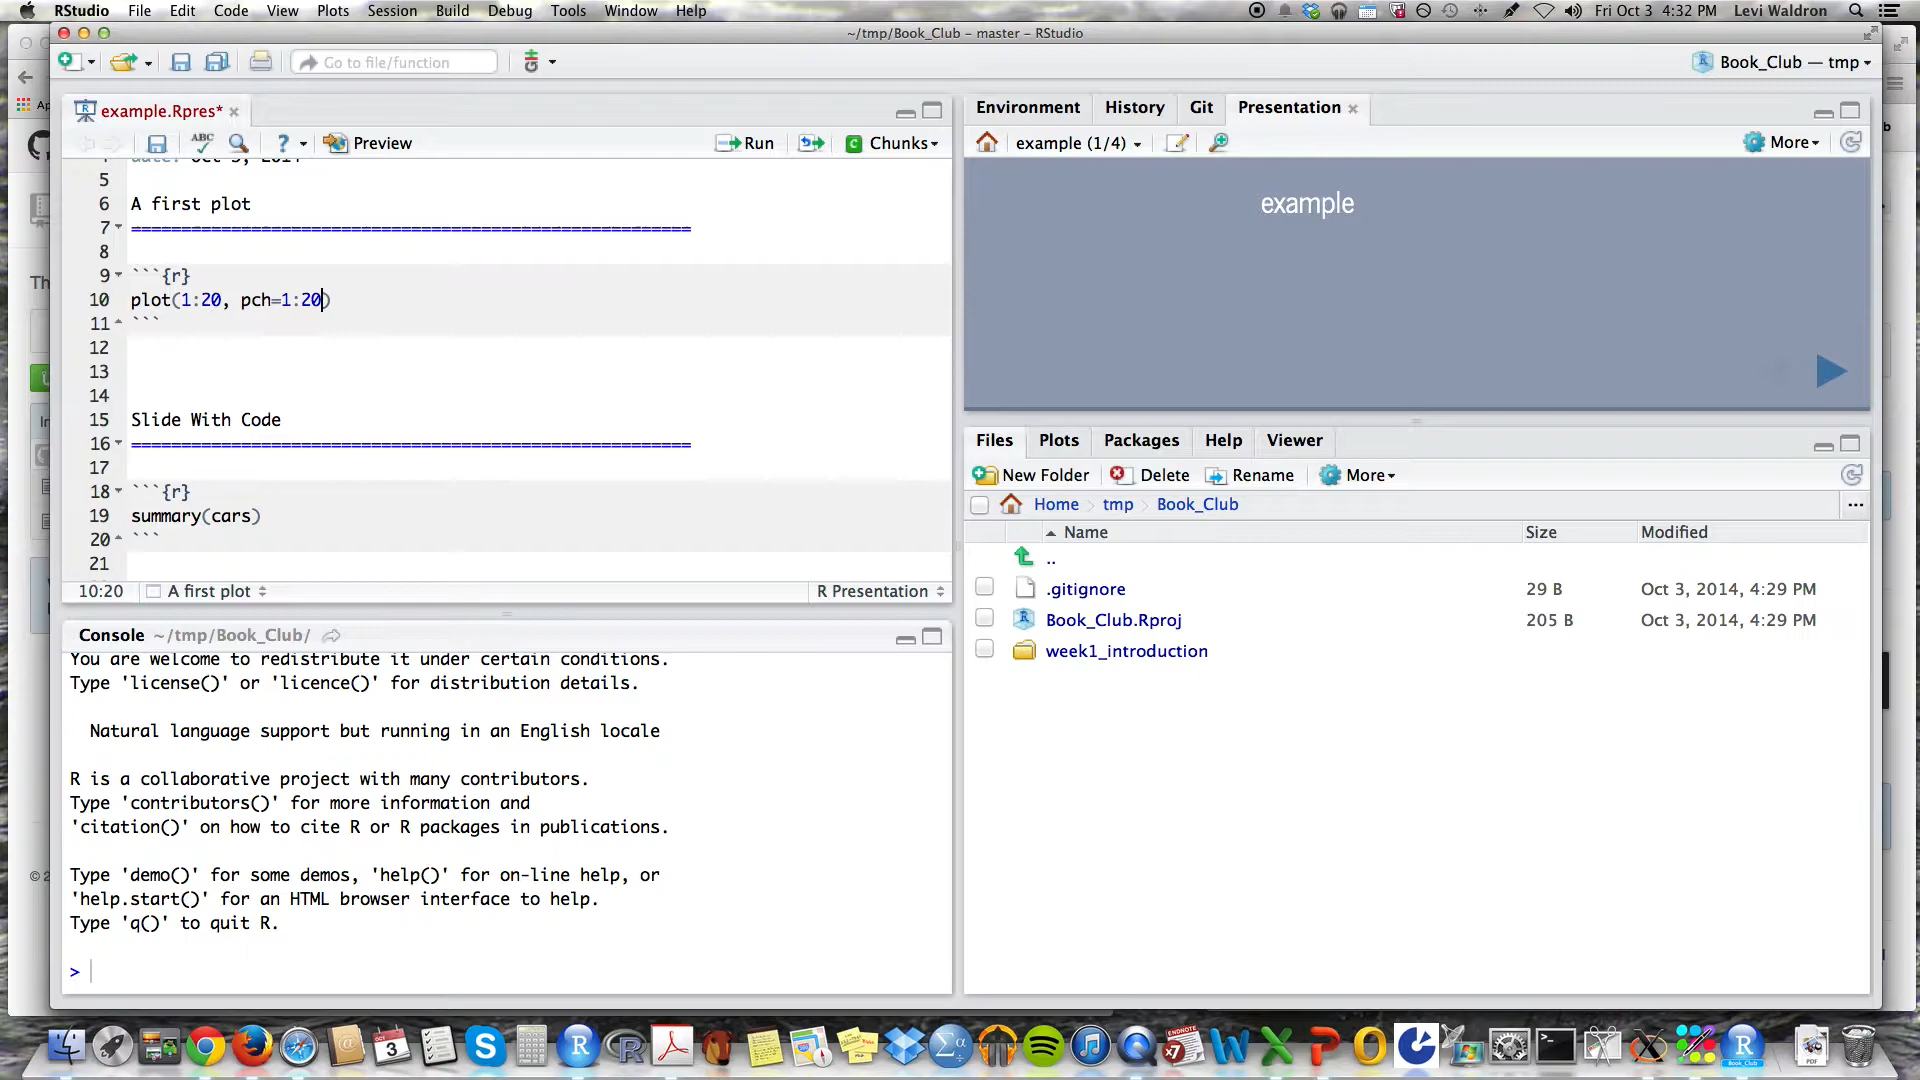 RStudio File Edit Code View Plots Session Build Debug Tools Window Help Fri Oct 3 4:32 PM Levi Waldron
~/tmp/Book_Club - master - RStudio
Go to file/function
Book_Club — tmp
example.Rpres*
ABC
Preview
Run
Chunks
5
6 A first plot
7 ========================================================
8
9 ```{r}
10 plot(1:20, pch=1:20)
11 ```
12
13
14
15 Slide With Code
16 ========================================================
17
18 ```{r}
19 summary(cars)
20 ```
21
10:20 A first plot R Presentation
Console ~/tmp/Book_Club/
You are welcome to redistribute it under certain conditions.
Type 'license()' or 'licence()' for distribution details.
Natural language support but running in an English locale
R is a collaborative project with many contributors.
Type 'contributors()' for more information and
'citation()' on how to cite R or R packages in publications.
Type 'demo()' for some demos, 'help()' for on-line help, or
'help.start()' for an HTML browser interface to help.
Type 'q()' to quit R.
>
Environment History Git Presentation
example (1/4)
More
example
Files Plots Packages Help Viewer
New Folder Delete Rename More
Home tmp Book_Club
Name Size Modified
..
.gitignore 29 B Oct 3, 2014, 4:29 PM
Book_Club.Rproj 205 B Oct 3, 2014, 4:29 PM
week1_introduction